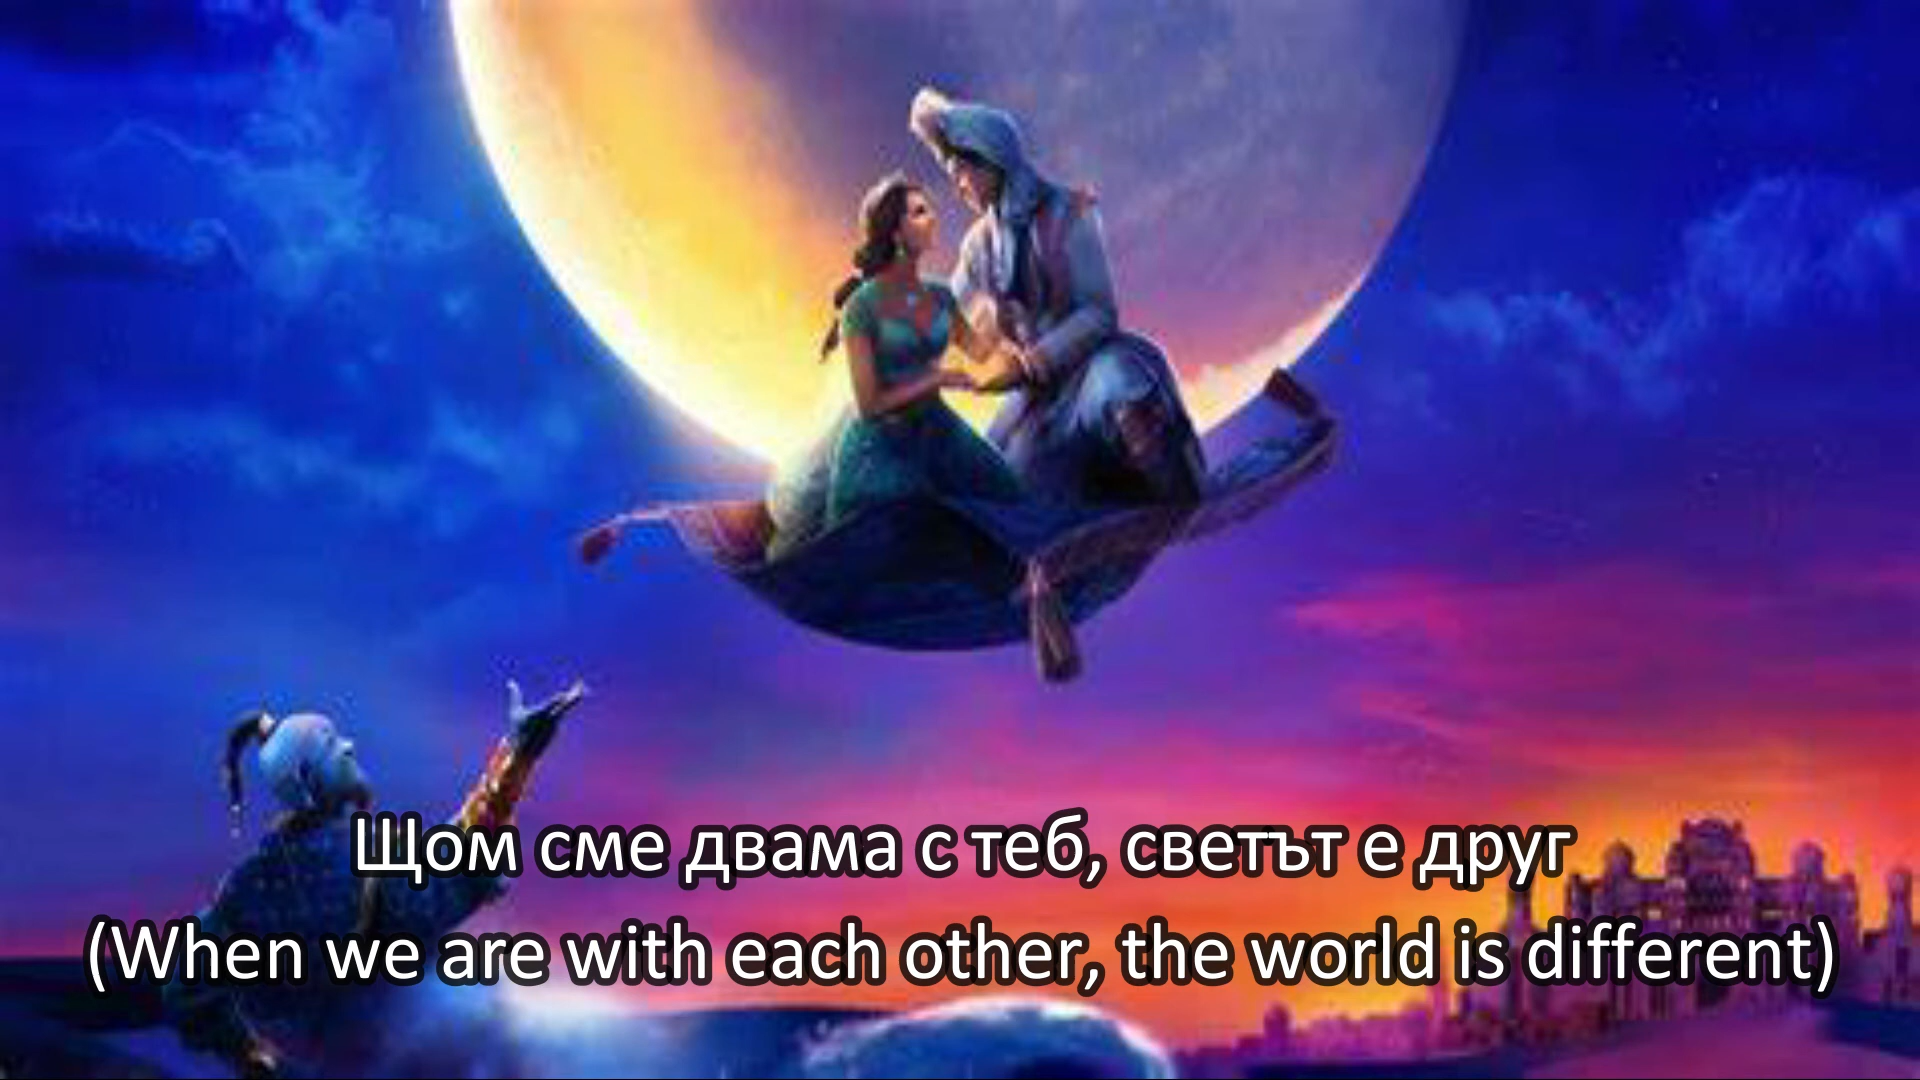 Щом сме двама с теб, светът е друг
(When we are with each other, the world is different)